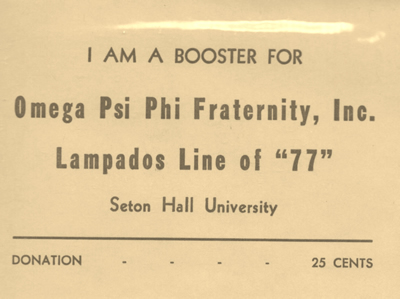 I AM A BOOSTER FOR
Omega Psi Phi Fraternity, Inc.
Lampados Line of "77"
Seton Hall University
DONATION - - - - 25 CENTS